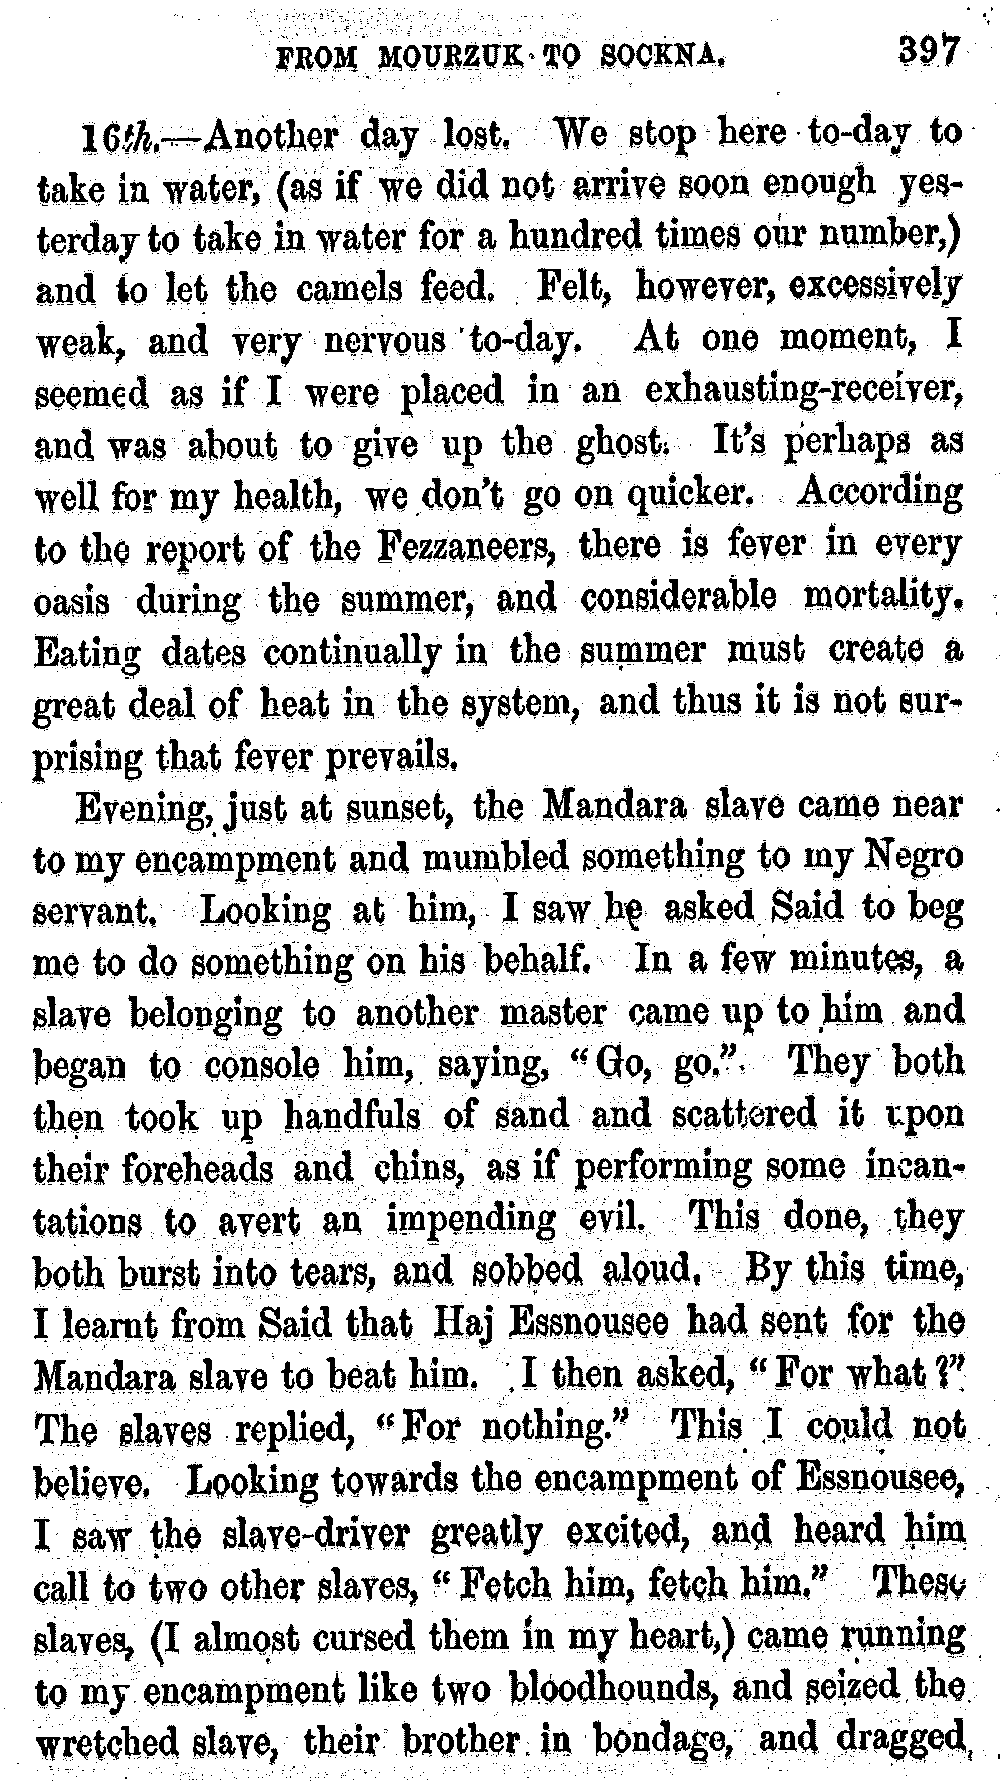 FROM MOURZUK TO SOCKNA. 397
16th.—Another day lost. We stop here to-day to
take in water, (as if we did not arrive soon enough yes-
terday to take in water for a hundred times our number,)
and to let the camels feed. Felt, however, excessively
weak, and very nervous to-day. At one moment, I
seemed as if I were placed in an exhausting-receiver,
and was about to give up the ghost. It's perhaps as
well for my health, we don't go on quicker. According
to the report of the Fezzaneers, there is fever in every
oasis during the summer, and considerable mortality.
Eating dates continually in the summer must create a
great deal of heat in the system, and thus it is not sur-
prising that fever prevails.
Evening, just at sunset, the Mandara slave came near
to my encampment and mumbled something to my Negro
servant. Looking at him, I saw he asked Said to beg
me to do something on his behalf. In a few minutes, a
slave belonging to another master came up to him and
began to console him, saying, "Go, go." They both
then took up handfuls of sand and scattered it upon
their foreheads and chins, as if performing some incan-
tations to avert an impending evil. This done, they
both burst into tears, and sobbed aloud. By this time,
I learnt from Said that Haj Essnousee had sent for the
Mandara slave to beat him. I then asked, "For what?"
The slaves replied, "For nothing." This I could not
believe. Looking towards the encampment of Essnousee,
I saw the slave-driver greatly excited, and heard him
call to two other slaves, "Fetch him, fetch him." These
slaves, (I almost cursed them in my heart,) came running
to my encampment like two bloodhounds, and seized the
wretched slave, their brother in bondage, and dragged